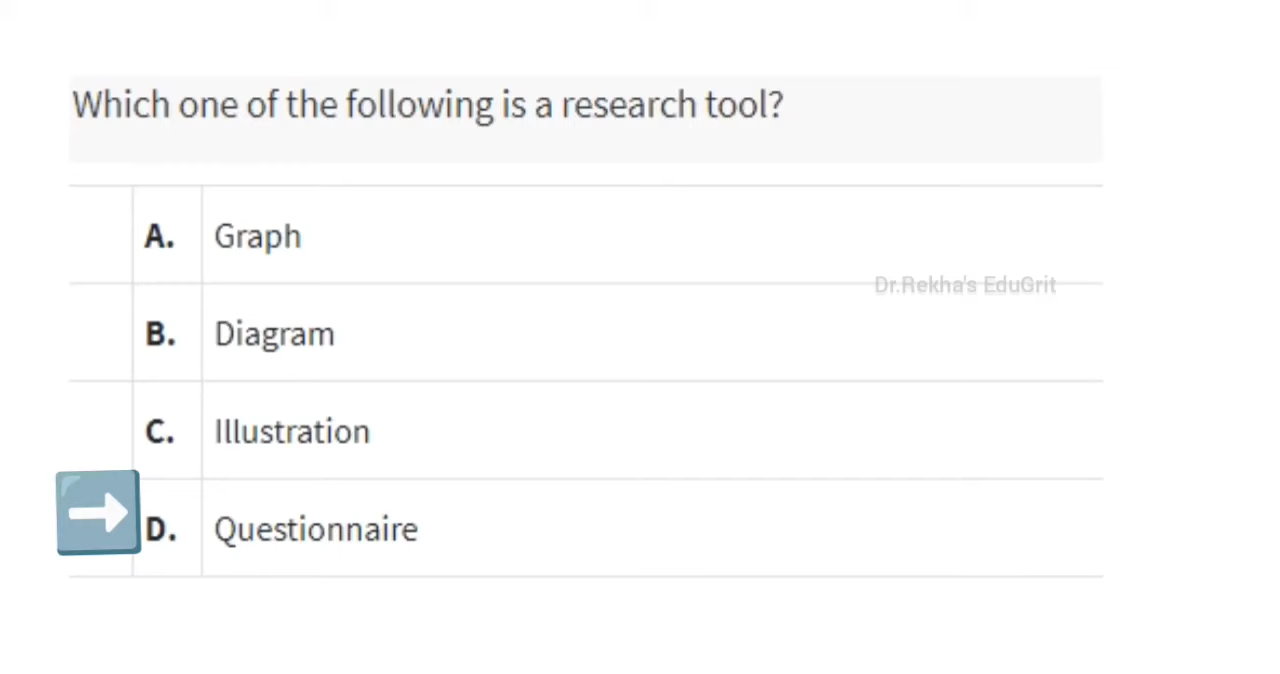 Which one of the following is a research tool?
A. Graph
Dr.Rekha's EduGrit
B. Diagram
C. Illustration
D. Questionnaire